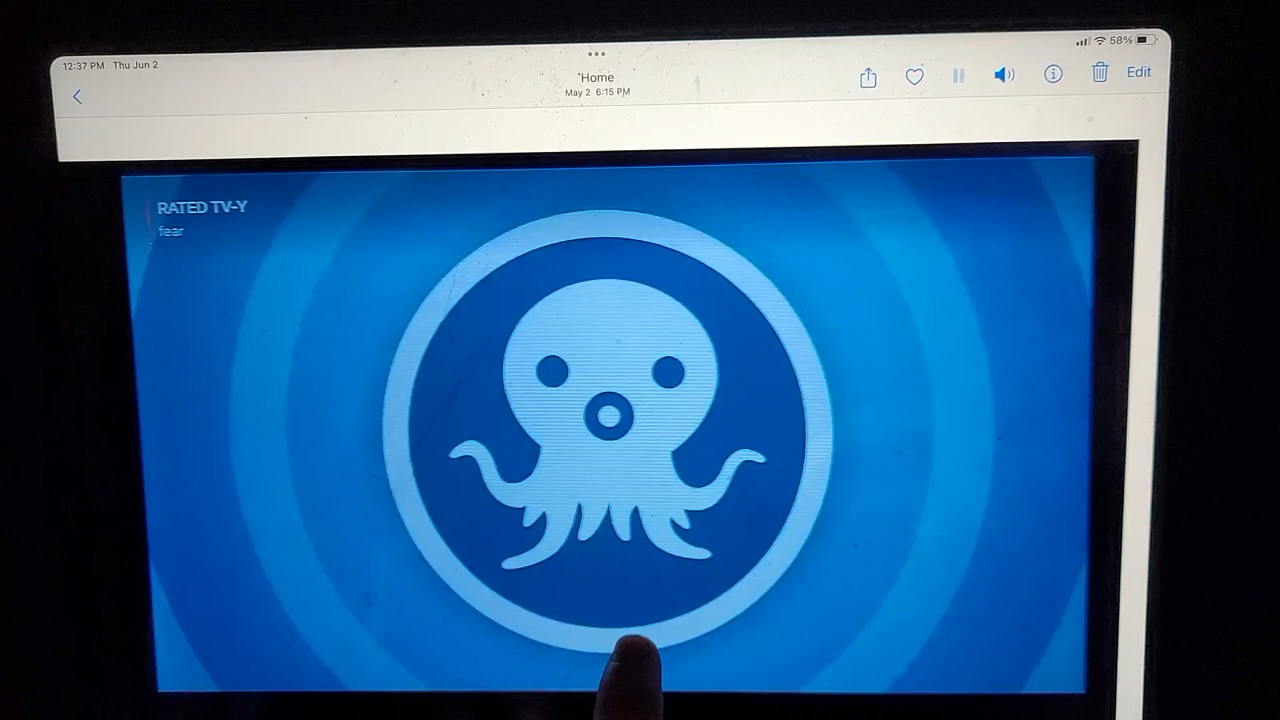 12:37 PM Thu Jun 2
58%
Home
May 2 6:15 PM
Edit
RATED TV-Y
fear